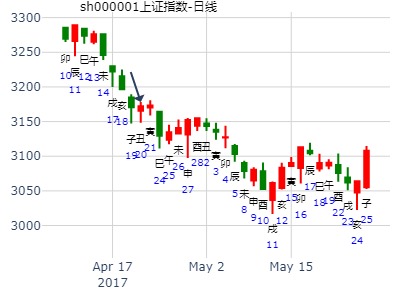 sh000001上证指数-日线
3300
3250
3200
3150
3100
3050
3000
卯 10
辰 11
巳 12
午 13
未 14
戌 17
亥 18
子 19
丑 20
寅 21
巳 24
午 25
未 26
申 27
酉 28
丑 2
寅 3
卯 4
辰 5
未 8
申 9
酉 10
戌 11
亥 12
寅 15
卯 16
辰 17
巳 18
午 19
酉 22
戌 23
亥 24
子 25
Apr 17
2017
May 2
May 15